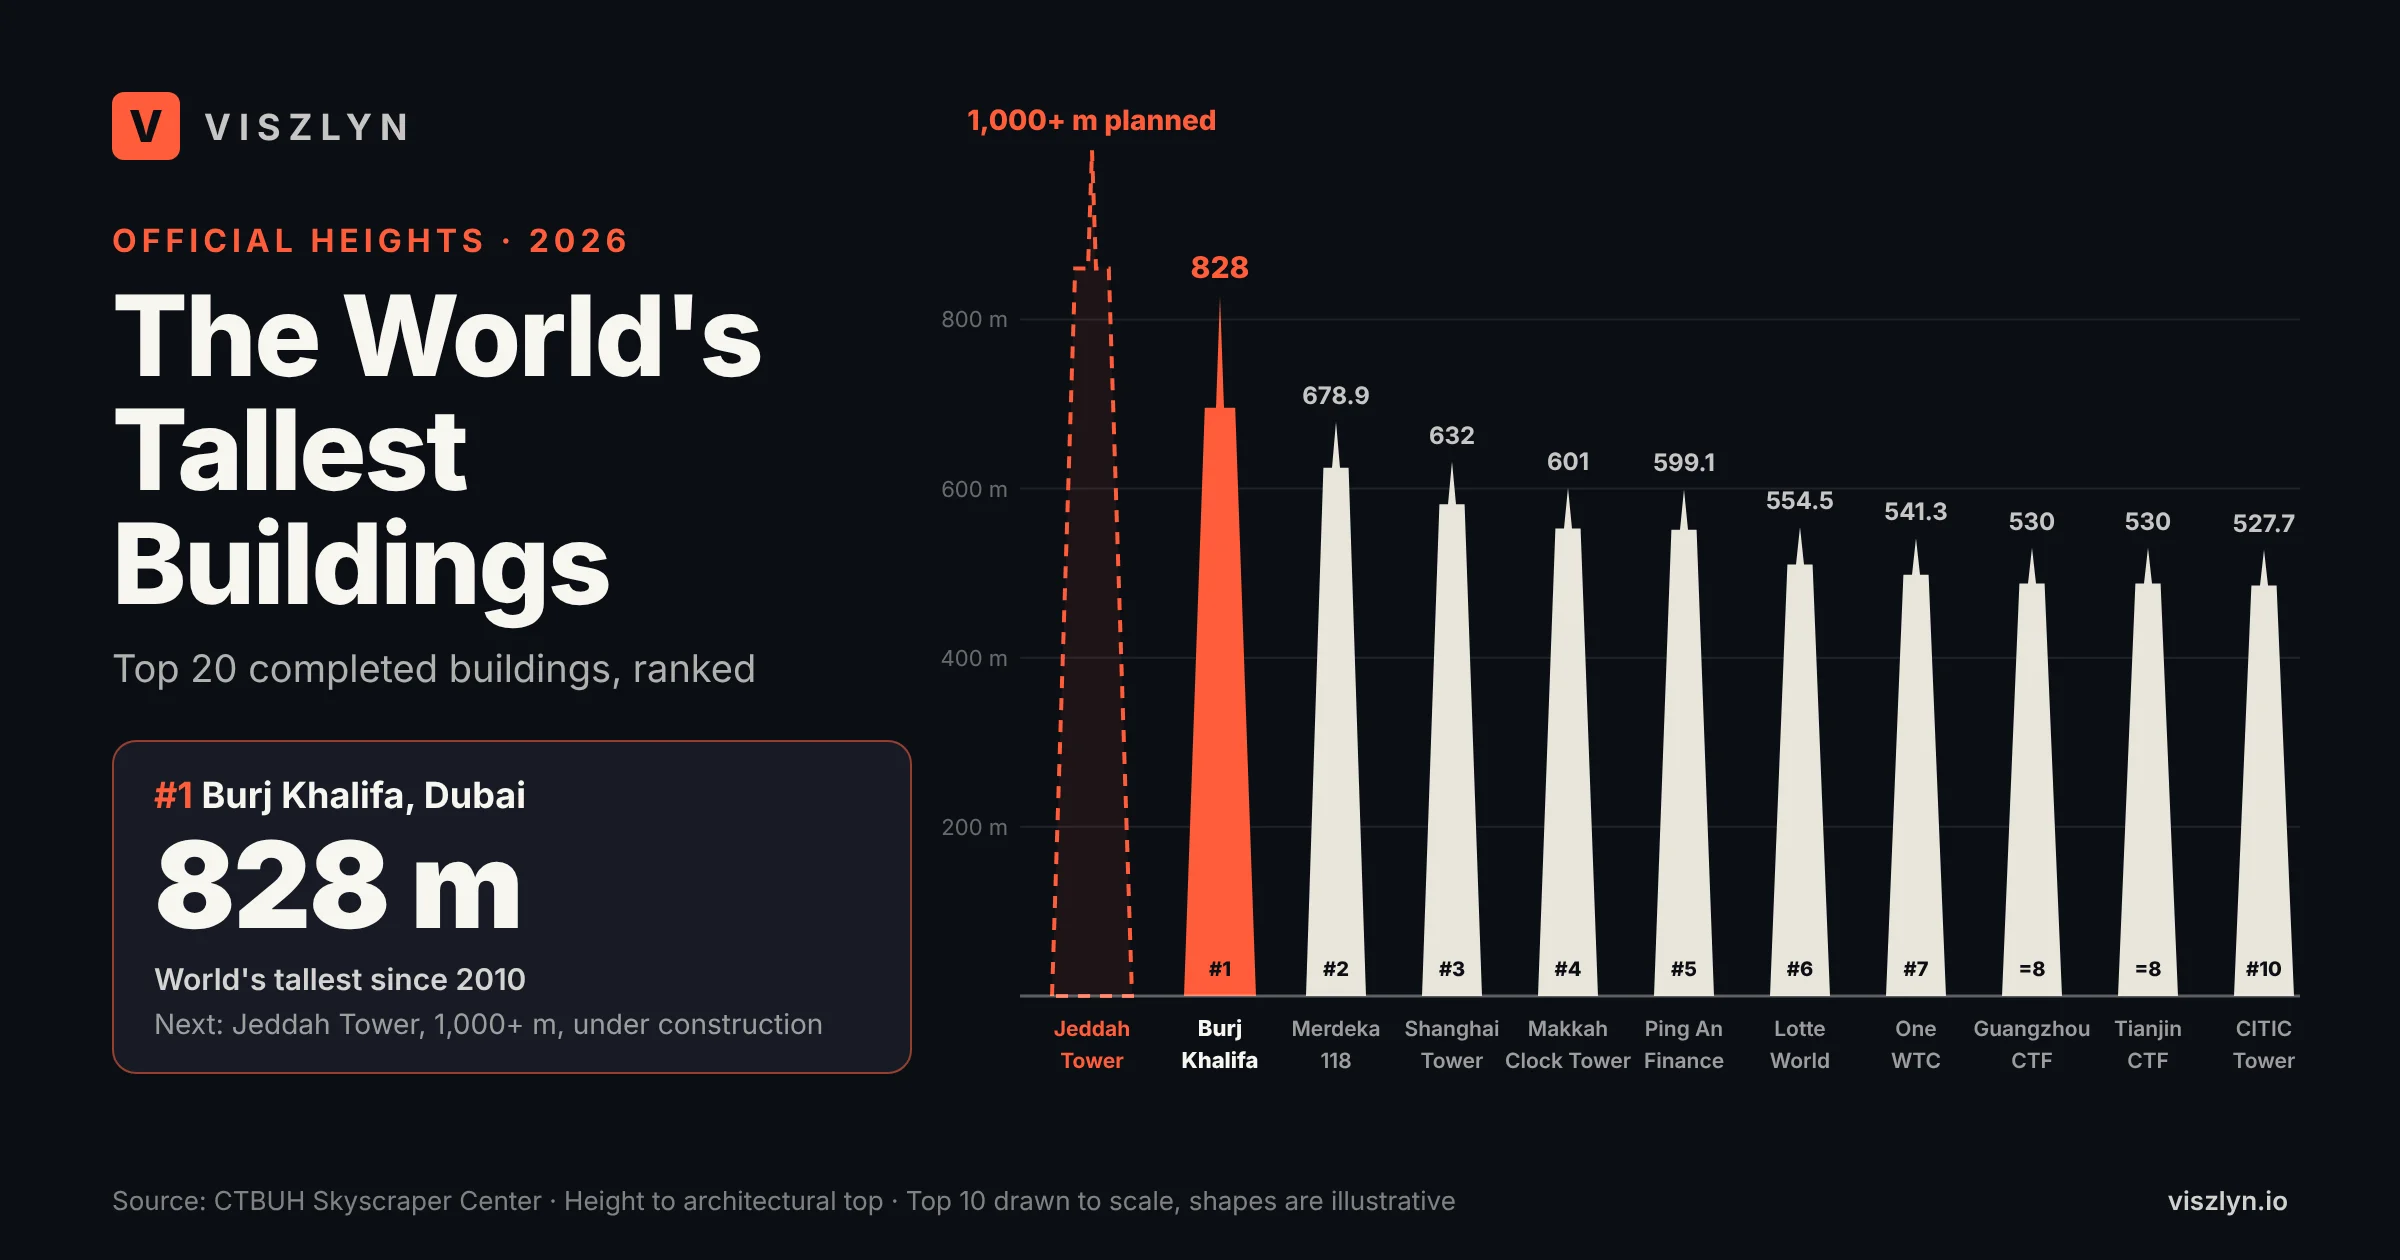 V VISZLYN
OFFICIAL HEIGHTS · 2026
The World's
Tallest
Buildings
Top 20 completed buildings, ranked
#1 Burj Khalifa, Dubai
828 m
World's tallest since 2010
Next: Jeddah Tower, 1,000+ m, under construction
1,000+ m planned
828
800 m
678.9
632
601
599.1
600 m
554.5
541.3
530
530
527.7
400 m
200 m
#1
#2
#3
#4
#5
#6
#7
=8
=8
#10
Jeddah
Tower
Burj
Khalifa
Merdeka
118
Shanghai
Tower
Makkah
Clock Tower
Ping An
Finance
Lotte
World
One
WTC
Guangzhou
CTF
Tianjin
CTF
CITIC
Tower
Source: CTBUH Skyscraper Center · Height to architectural top · Top 10 drawn to scale, shapes are illustrative
viszlyn.io